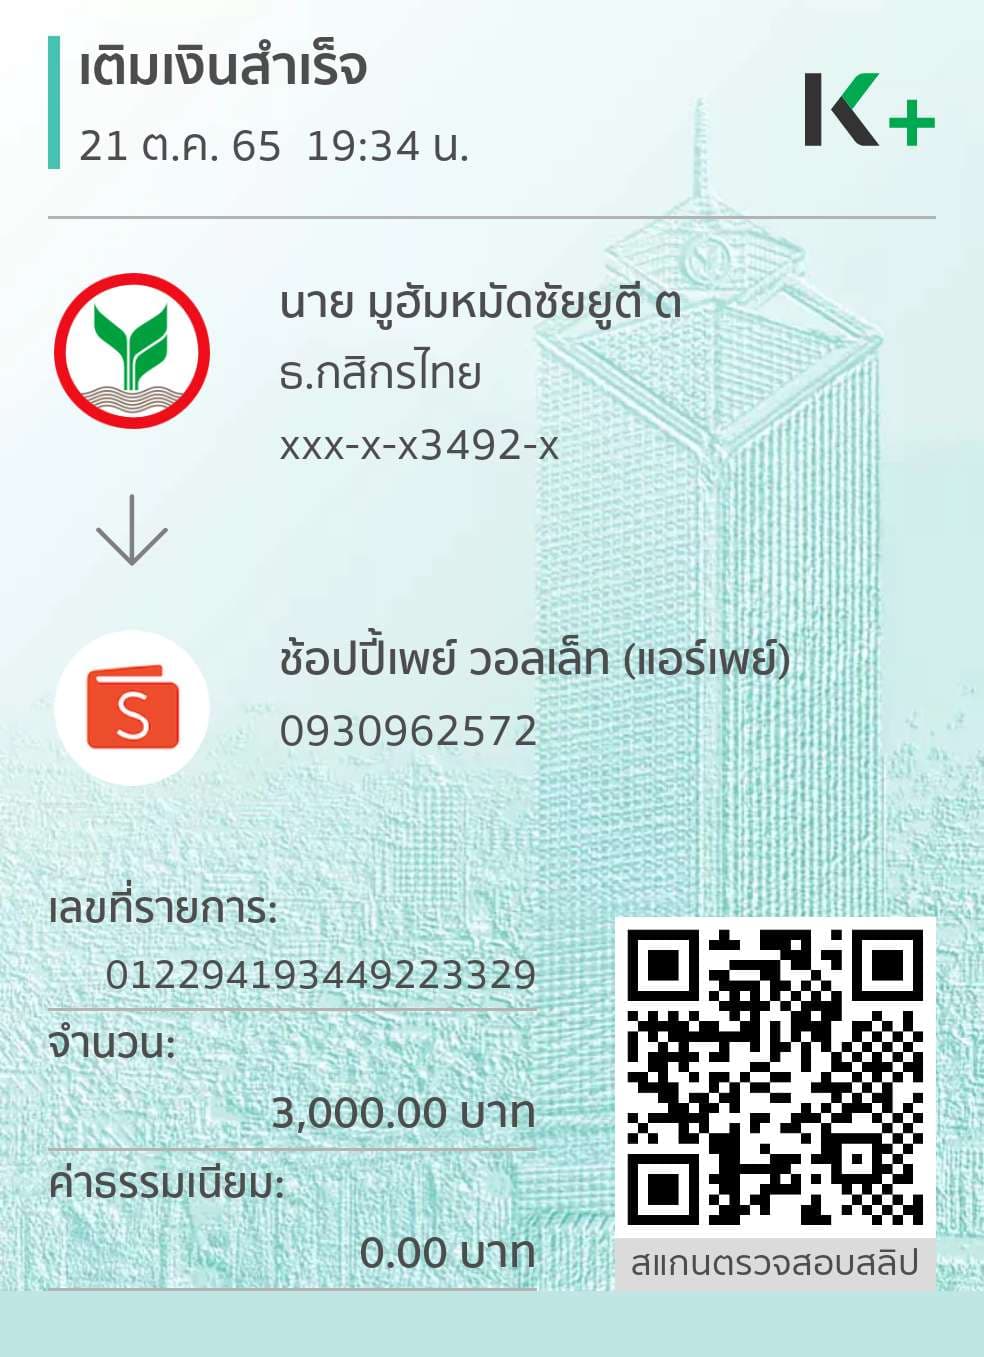 เติมเงินสำเร็จ
21 ต.ค. 65 19:34 น.
K+
นาย มูฮัมหมัดซัยยูตี ต
ธ.กสิกรไทย
xxx-x-x3492-x
ช้อปปี้เพย์ วอลเล็ท (แอร์เพย์)
0930962572
S
เลขที่รายการ:
012294193449223329
จำนวน:
3,000.00 บาท
ค่าธรรมเนียม:
0.00 บาท
สแกนตรวจสอบสลิป